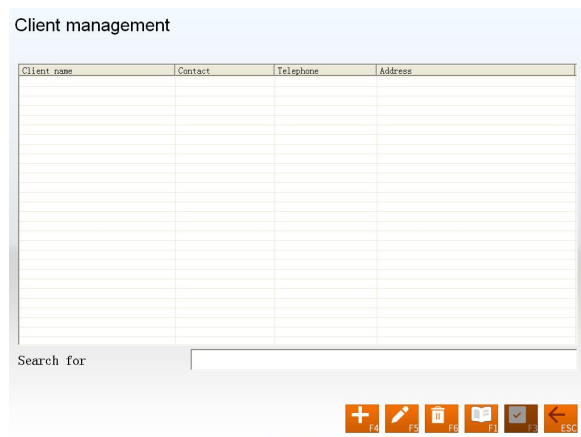 Client management
Client name Contact Telephone Address
Search for
F4 F5 F6 F1 F3 ESC